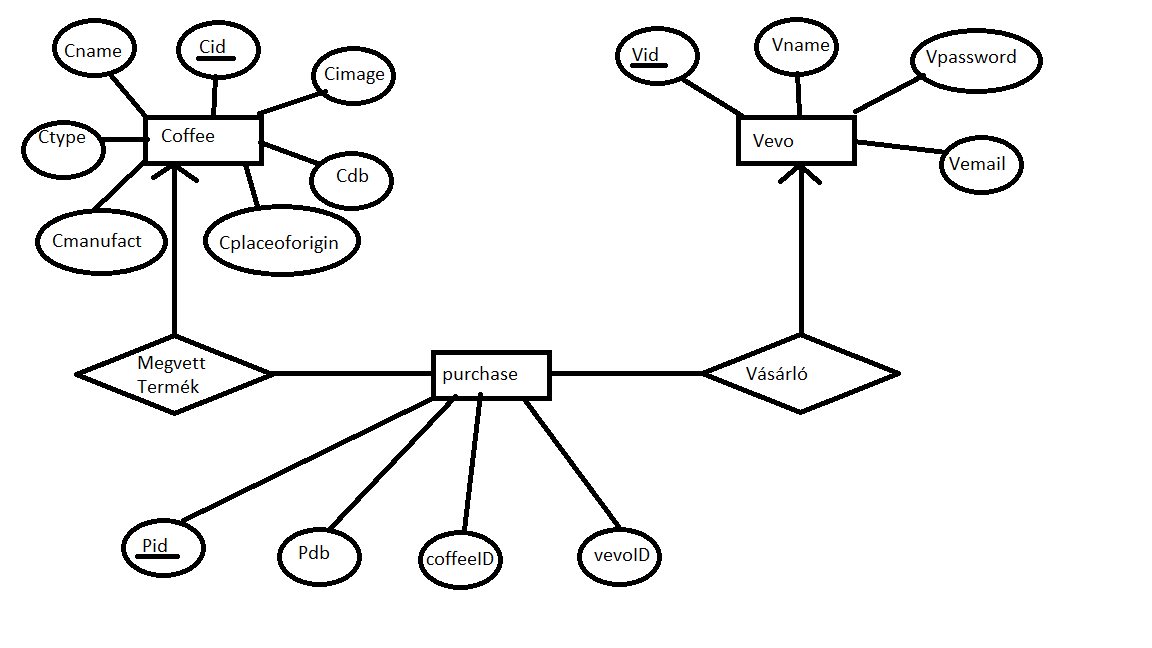 Cname
Cid
Cimage
Ctype
Coffee
Cdb
Cmanufact
Cplaceoforigin
Vid
Vname
Vpassword
Vevo
Vemail
Megvett
Termék
purchase
Vásárló
Pid
Pdb
coffeeID
vevoID